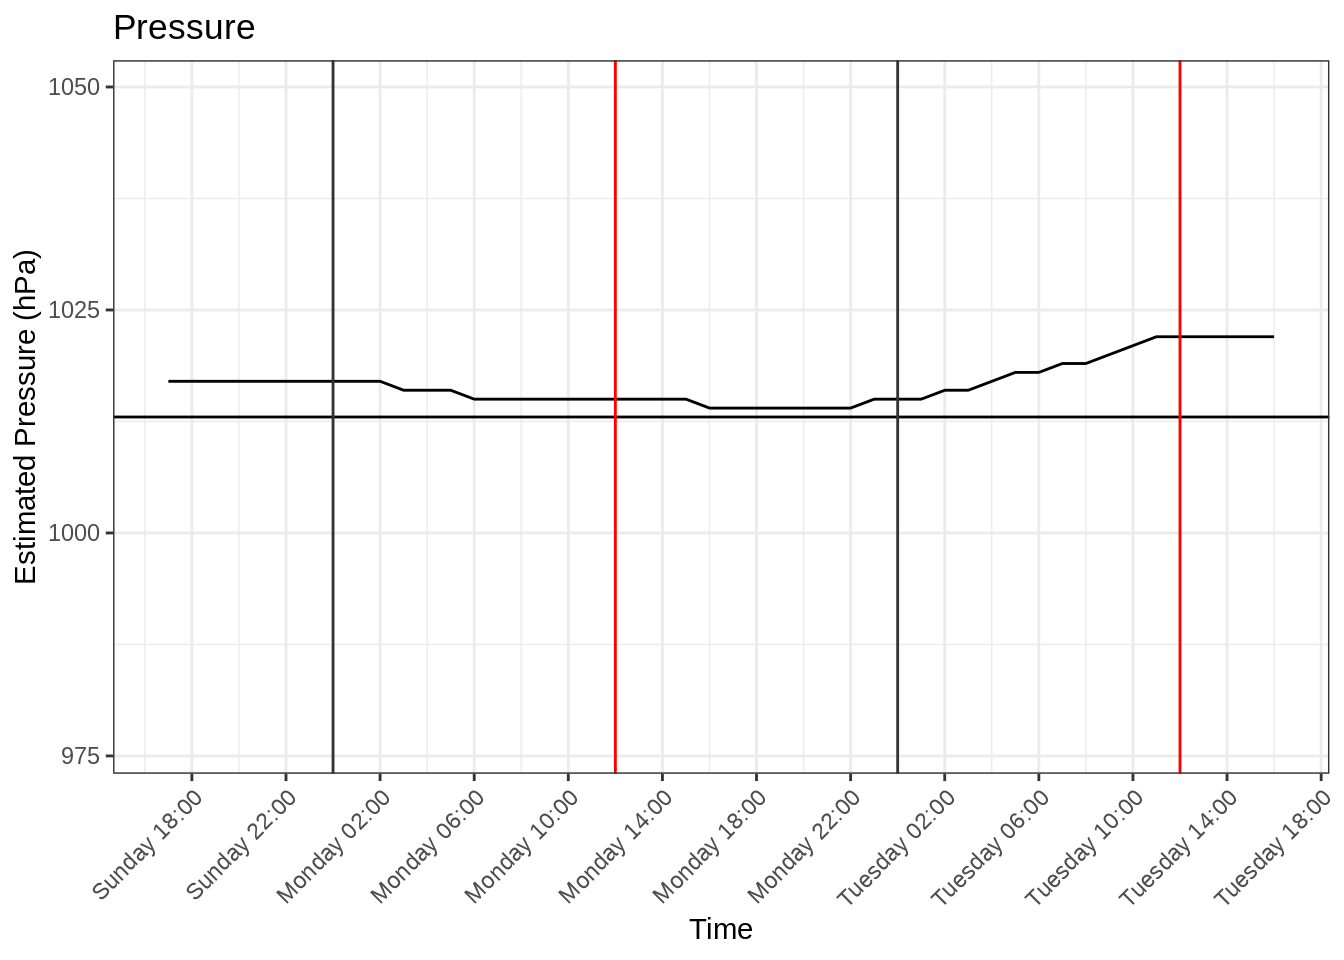 Pressure
Estimated Pressure (hPa)
1050
1025
1000
975
Sunday 18:00
Sunday 22:00
Monday 02:00
Monday 06:00
Monday 10:00
Monday 14:00
Monday 18:00
Monday 22:00
Tuesday 02:00
Tuesday 06:00
Tuesday 10:00
Tuesday 14:00
Tuesday 18:00
Time